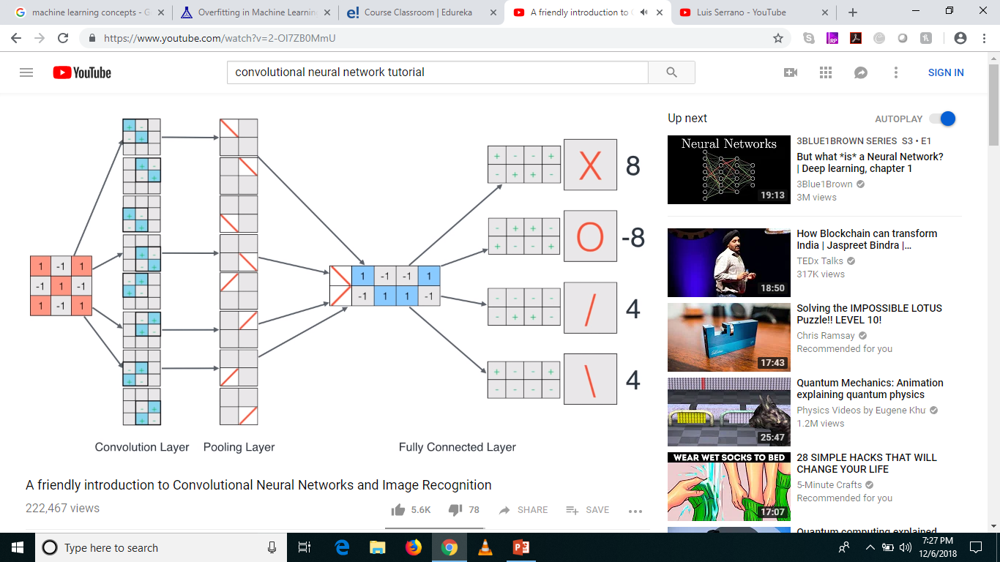 machine learning concepts - G
Overfitting in Machine Learnin
e! Course Classroom | Edureka
A friendly introduction to C
Luis Serrano - YouTube
https://www.youtube.com/watch?v=2-Ol7ZB0MmU
YouTube
convolutional neural network tutorial
SIGN IN
Up next
AUTOPLAY
+ - - +
- + + -
X 8
- + + -
+ - - +
O -8
- - - -
- + + -
/ 4
+ - - +
- - - -
\ 4
1 -1 1
-1 1 -1
1 -1 1
1 -1 -1 1
-1 1 1 -1
Convolution Layer
Pooling Layer
Fully Connected Layer
A friendly introduction to Convolutional Neural Networks and Image Recognition
222,467 views
5.6K
78
SHARE
SAVE
Neural Networks
19:13
3BLUE1BROWN SERIES S3 • E1
But what *is* a Neural Network?
| Deep learning, chapter 1
3Blue1Brown
3M views
18:50
How Blockchain can transform
India | Jaspreet Bindra |...
TEDx Talks
317K views
17:43
Solving the IMPOSSIBLE LOTUS
Puzzle!! LEVEL 10!
Chris Ramsay
Recommended for you
25:47
Quantum Mechanics: Animation
explaining quantum physics
Physics Videos by Eugene Khu
1.2M views
WEAR WET SOCKS TO BED
17:07
28 SIMPLE HACKS THAT WILL
CHANGE YOUR LIFE
5-Minute Crafts
Recommended for you
Quantum computing explained
Type here to search
7:27 PM
12/6/2018